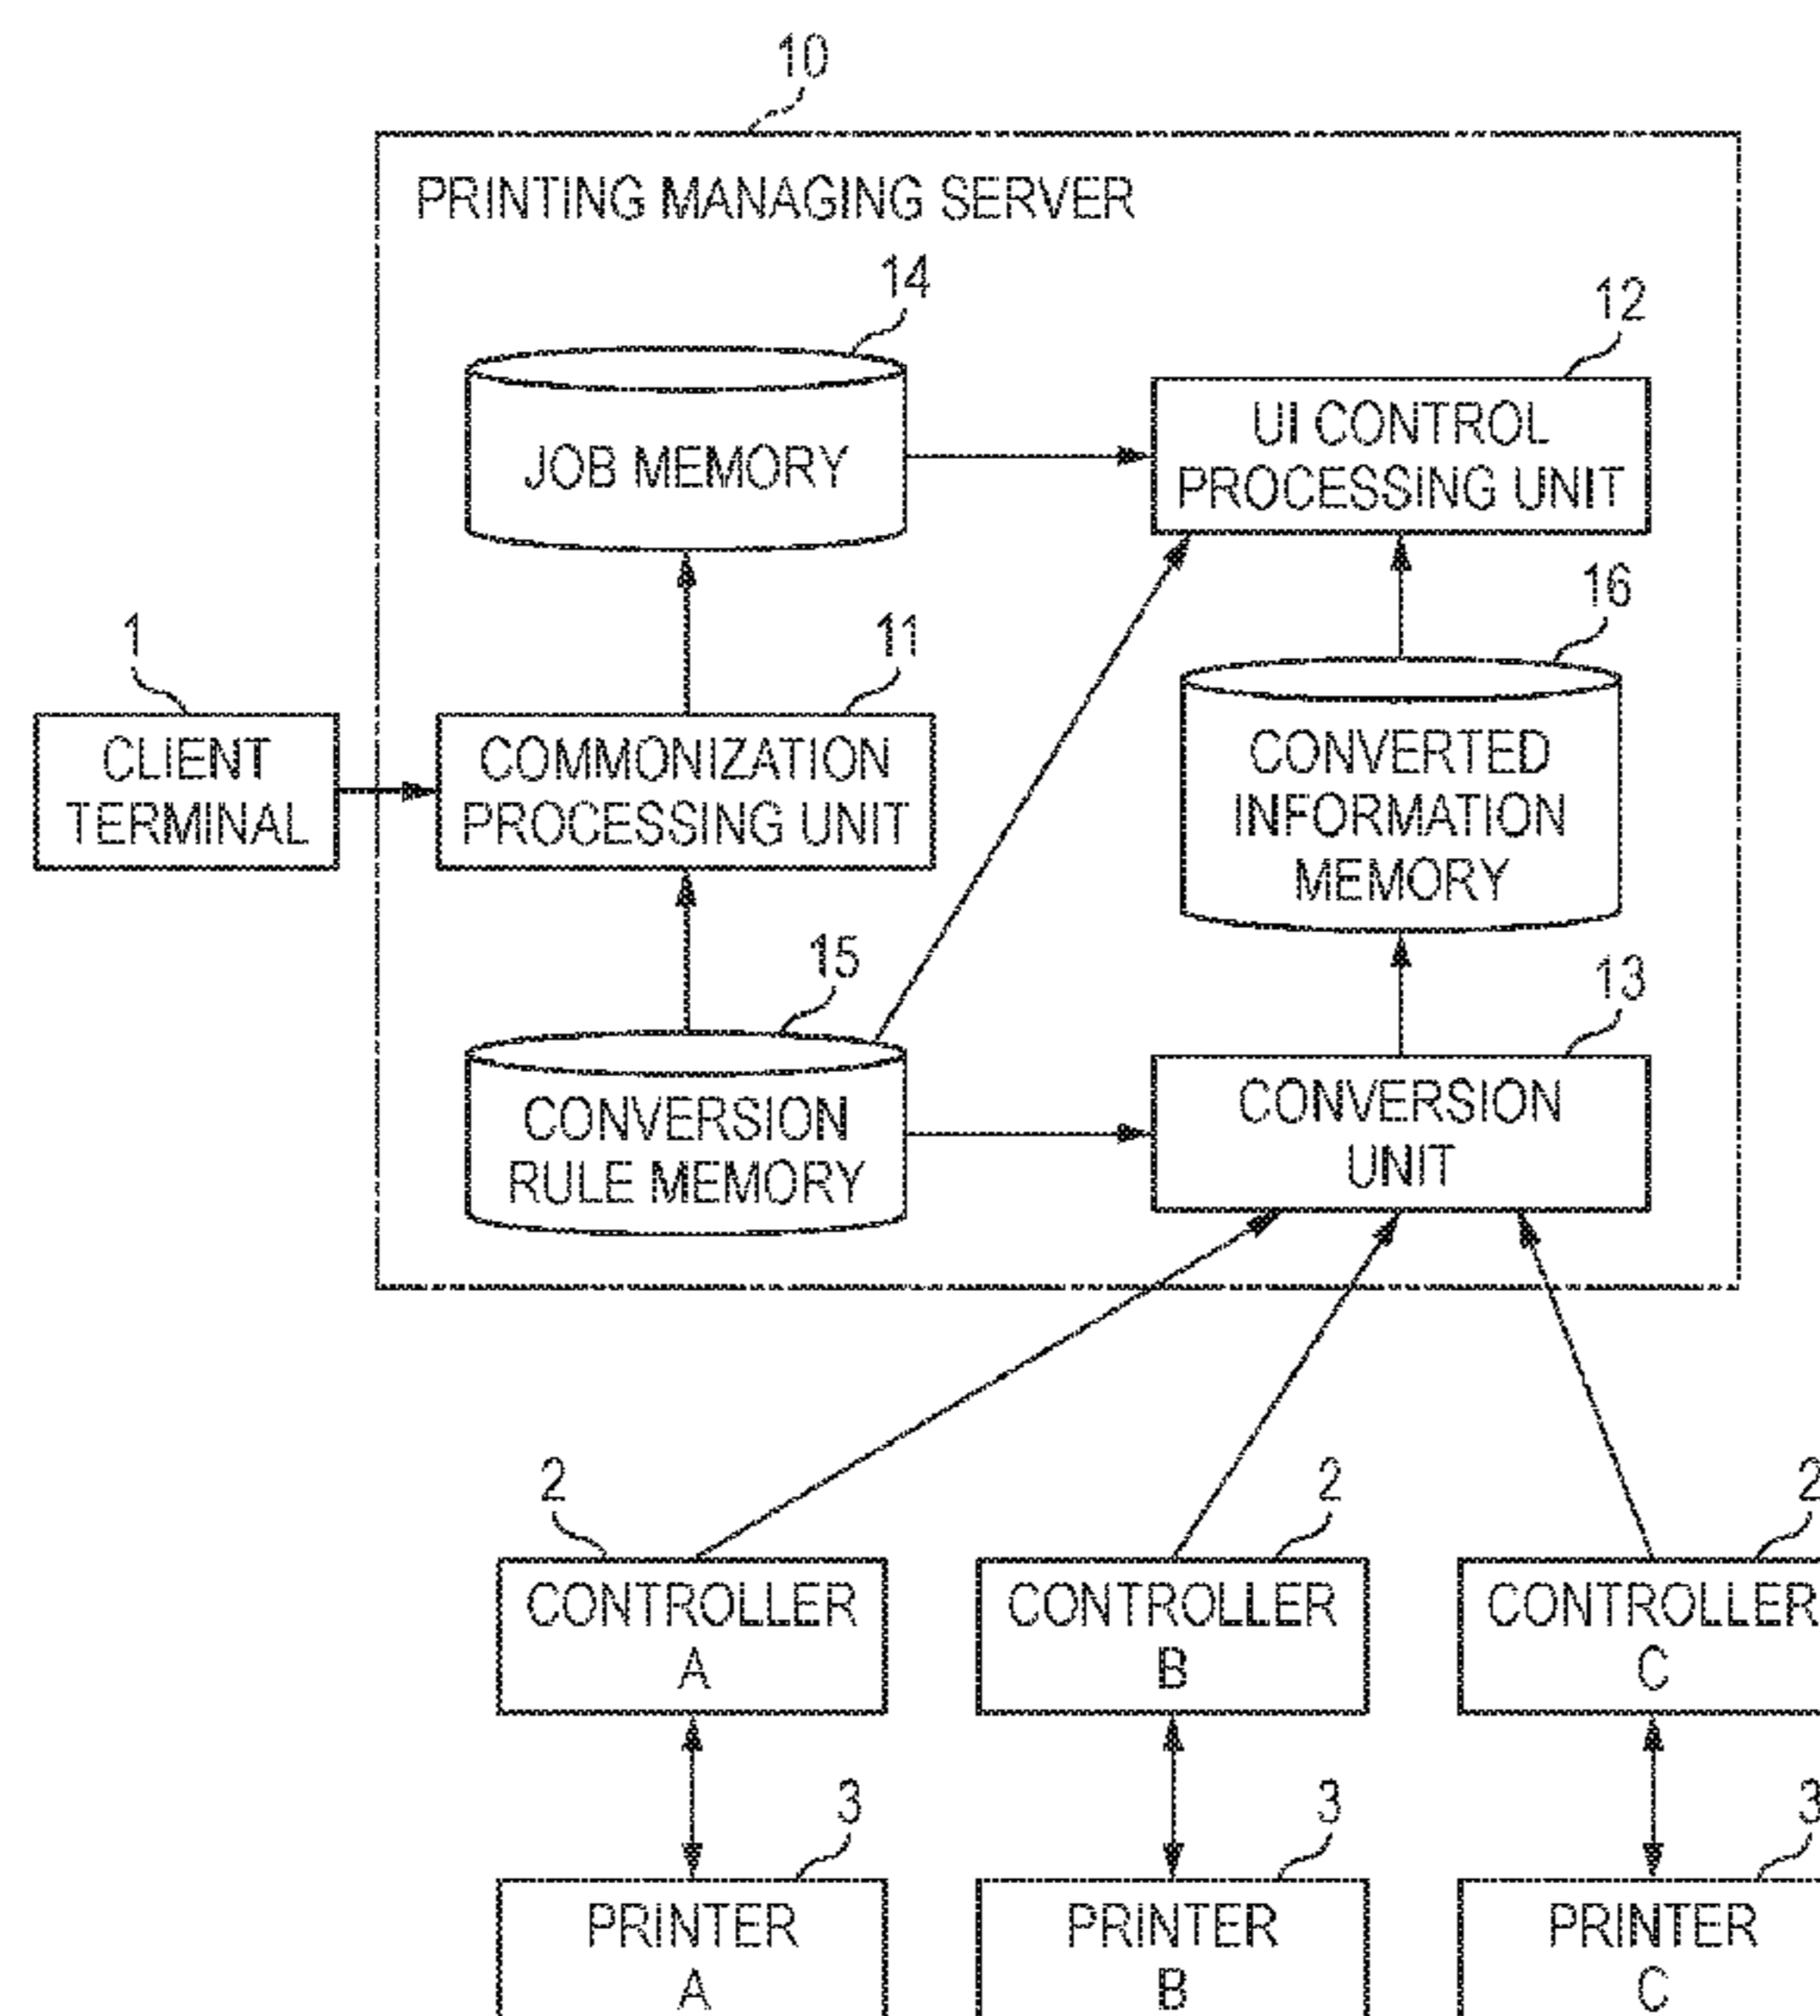 10
PRINTING MANAGING SERVER
14
12
JOB MEMORY
UI CONTROL
PROCESSING UNIT
16
1
11
CLIENT
TERMINAL
COMMONIZATION
PROCESSING UNIT
CONVERTED
INFORMATION
MEMORY
15
13
CONVERSION
RULE MEMORY
CONVERSION
UNIT
2
2
2
CONTROLLER
A
CONTROLLER
B
CONTROLLER
C
3
3
3
PRINTER
A
PRINTER
B
PRINTER
C